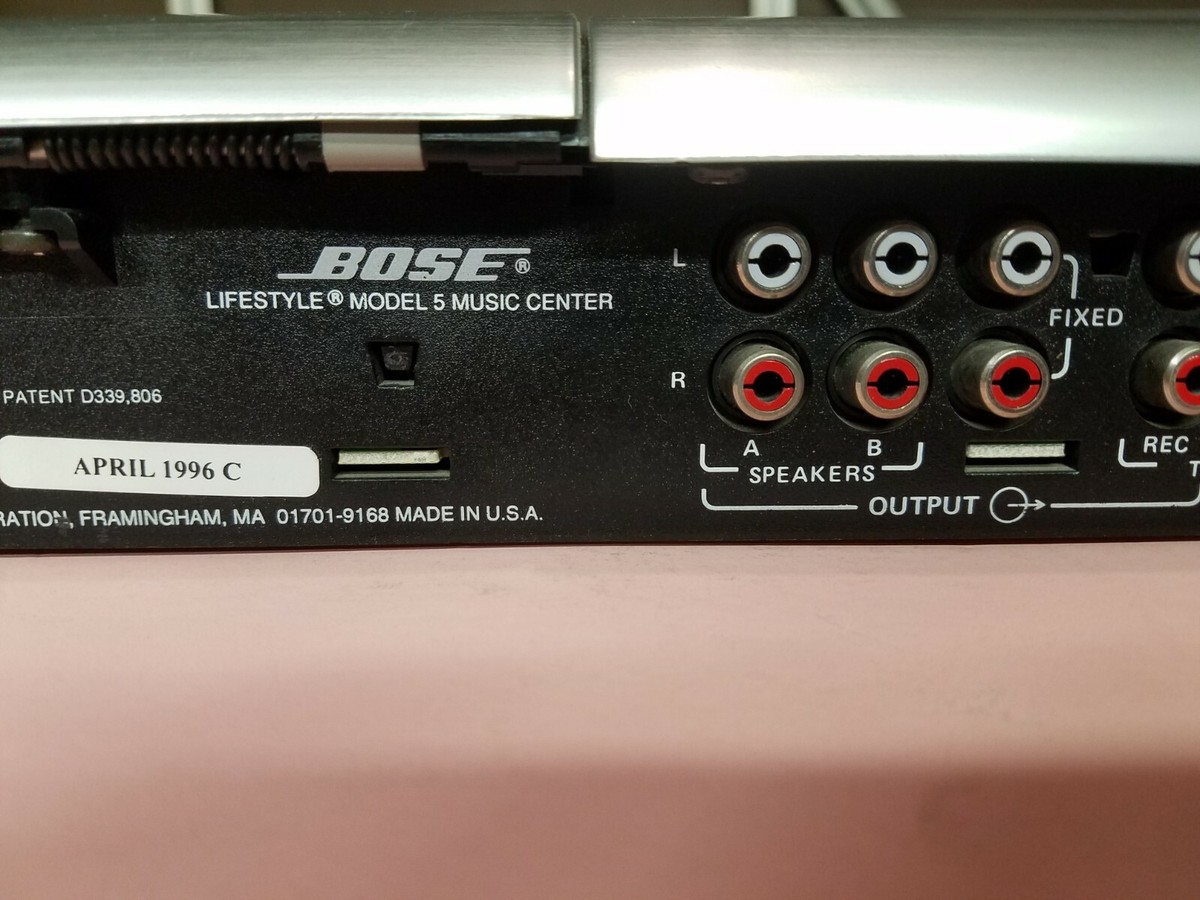 BOSE®
LIFESTYLE® MODEL 5 MUSIC CENTER
PATENT D339,806
APRIL 1996 C
RATION, FRAMINGHAM, MA 01701-9168 MADE IN U.S.A.
L
FIXED
R
A B
SPEAKERS
REC
T
OUTPUT